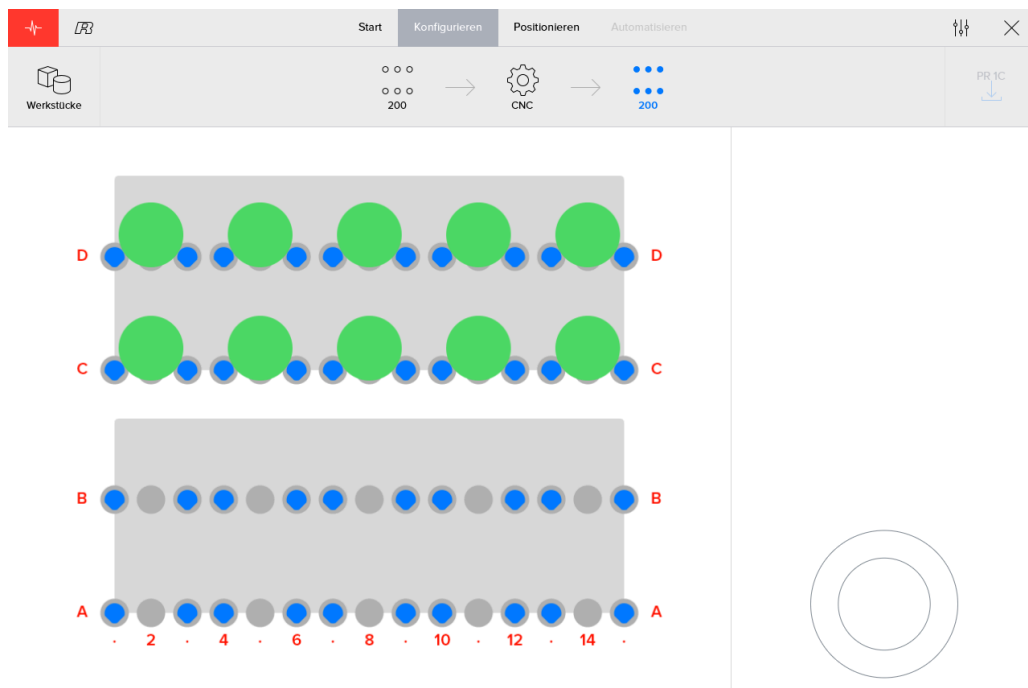 Start Konfigurieren Positionieren Automatisieren
Werkstücke 200 CNC 200 PR 1C
D D
C C
B B
A A
· 2 · 4 · 6 · 8 · 10 · 12 · 14 ·